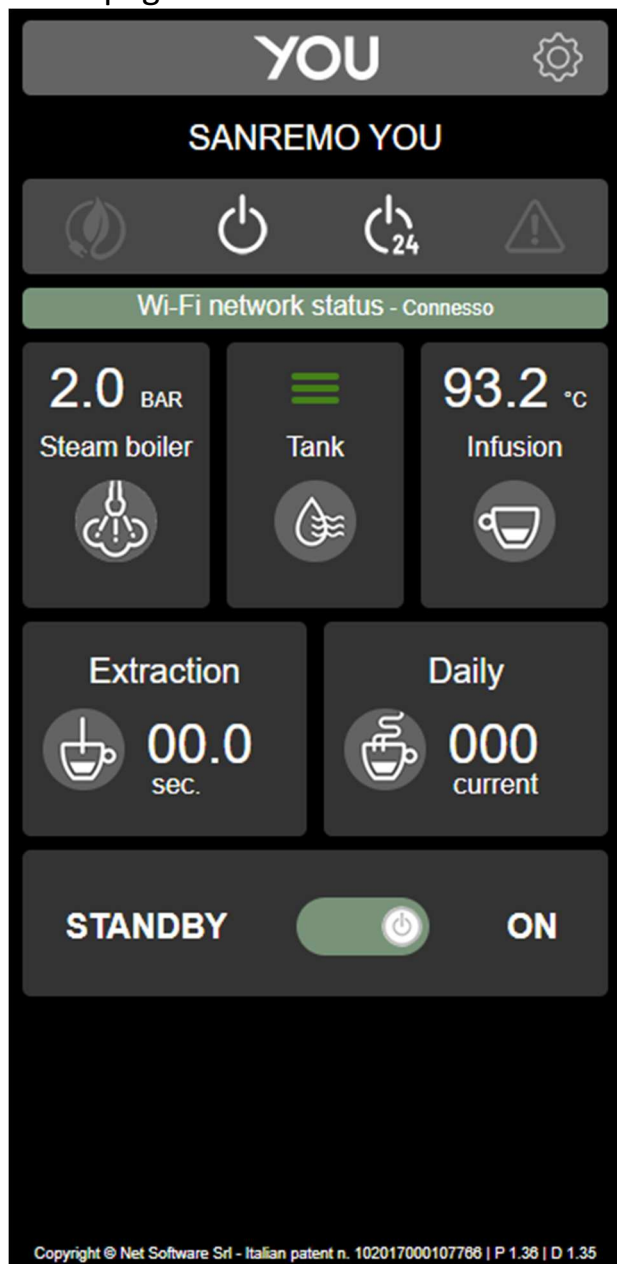 YOU
SANREMO YOU
24
Wi-Fi network status - Connesso
2.0 BAR
Steam boiler
Tank
93.2 °C
Infusion
Extraction
00.0
sec.
Daily
000
current
STANDBY
ON
Copyright © Net Software Srl - Italian patent n. 102017000107766 | P 1.36 | D 1.35